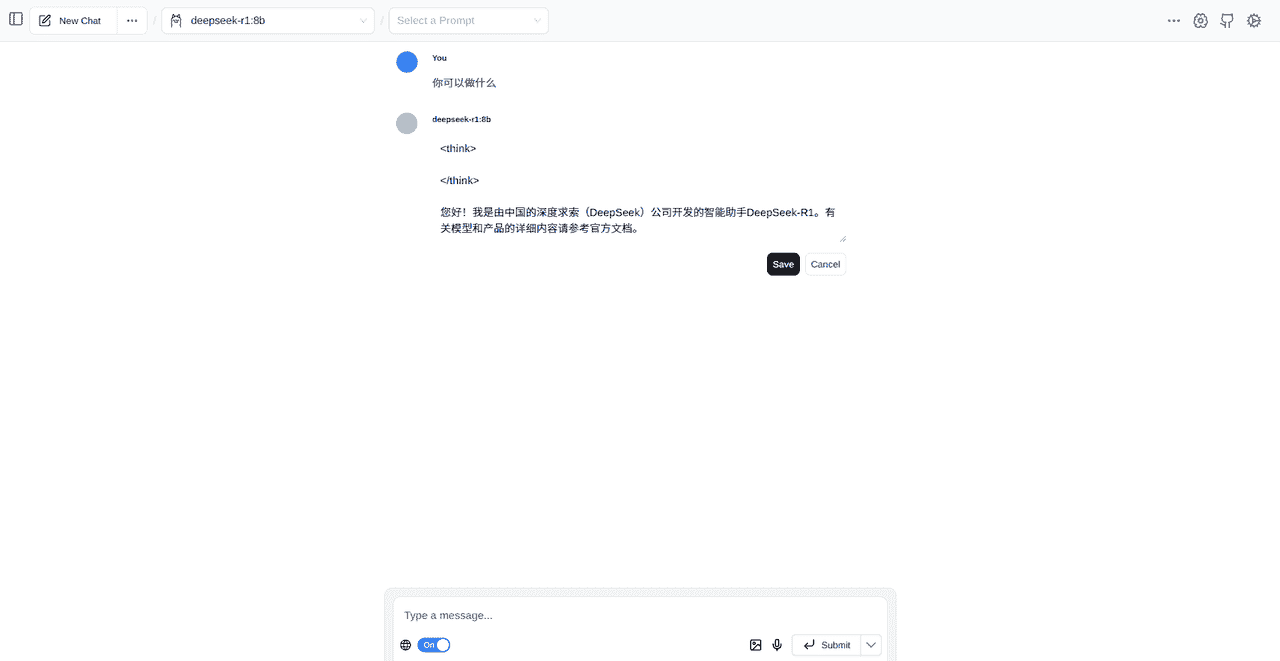 New Chat
deepseek-r1:8b
Select a Prompt
You
你可以做什么
deepseek-r1:8b
<think>
</think>
您好！我是由中国的深度求索（DeepSeek）公司开发的智能助手DeepSeek-R1。有
关模型和产品的详细内容请参考官方文档。
Save
Cancel
Type a message...
On
Submit